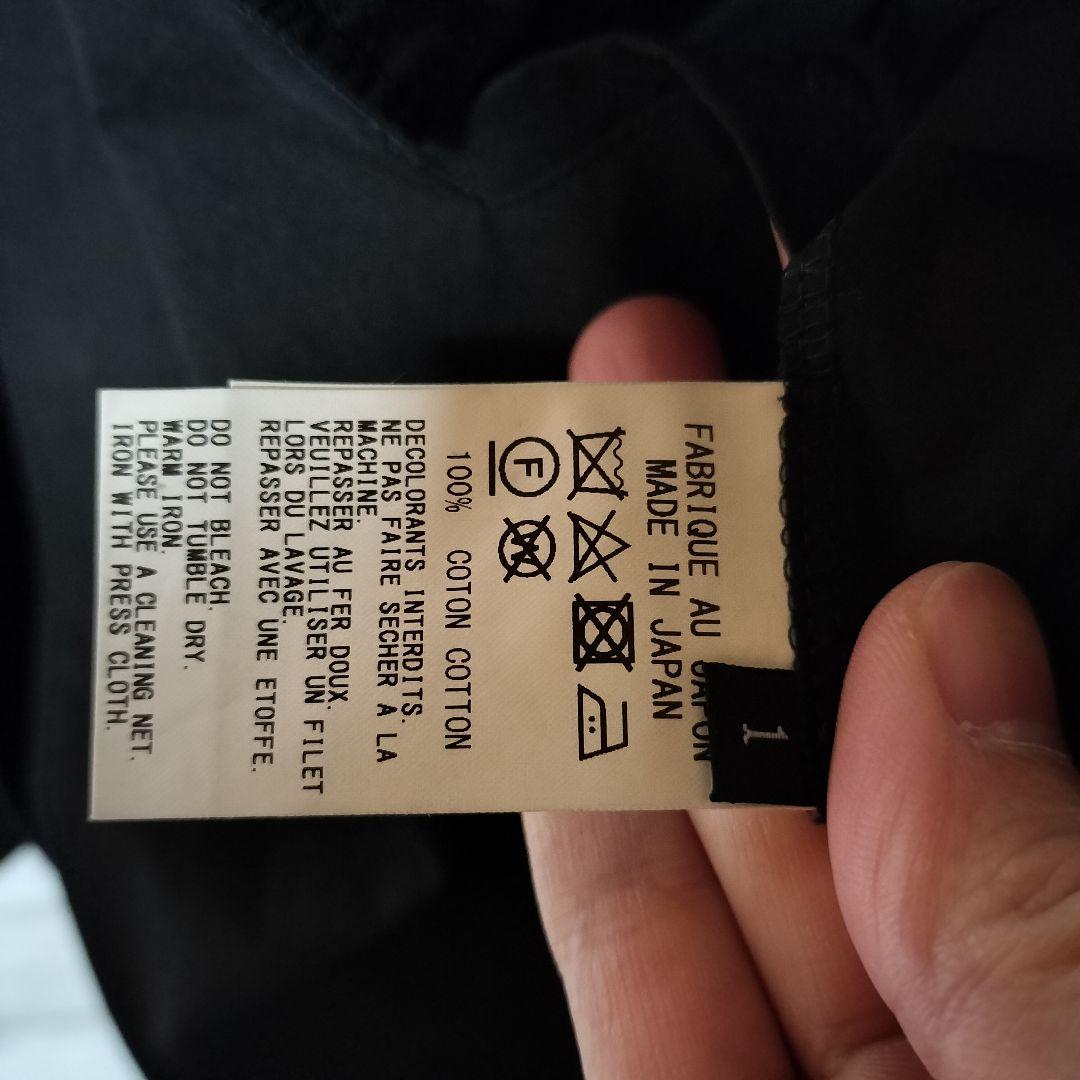 FABRIQUE AU JAPON
MADE IN JAPAN
F
W
100% COTON COTTON
DECOLORANTS INTERDITS.
NE PAS FAIRE SECHER A LA
MACHINE.
REPASSER AU FER DOUX.
VEUILLEZ UTILISER UN FILET
LORS DU LAVAGE.
REPASSER AVEC UNE ETOFFE.
DO NOT BLEACH.
DO NOT TUMBLE DRY.
WARM IRON.
PLEASE USE A CLEANING NET.
IRON WITH PRESS CLOTH.
1